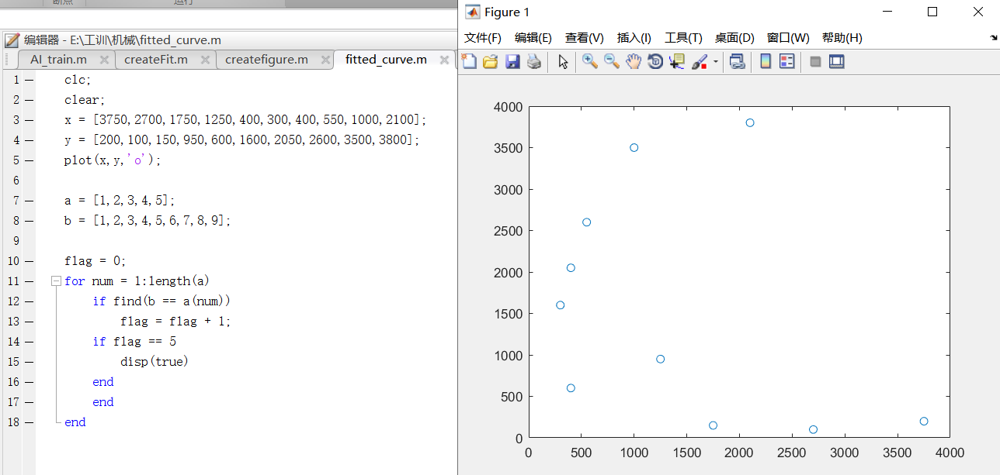 断点
运行
编辑器 - E:\工训\机械\fitted_curve.m
AI_train.m
createFit.m
createfigure.m
fitted_curve.m
1 clc;
2 clear;
3 x = [3750,2700,1750,1250,400,300,400,550,1000,2100];
4 y = [200,100,150,950,600,1600,2050,2600,3500,3800];
5 plot(x,y,'o');
6
7 a = [1,2,3,4,5];
8 b = [1,2,3,4,5,6,7,8,9];
9
10 flag = 0;
11 for num = 1:length(a)
12 if find(b == a(num))
13 flag = flag + 1;
14 if flag == 5
15 disp(true)
16 end
17 end
18 end
Figure 1
文件(F) 编辑(E) 查看(V) 插入(I) 工具(T) 桌面(D) 窗口(W) 帮助(H)
4000
3500
3000
2500
2000
1500
1000
500
0
0 500 1000 1500 2000 2500 3000 3500 4000